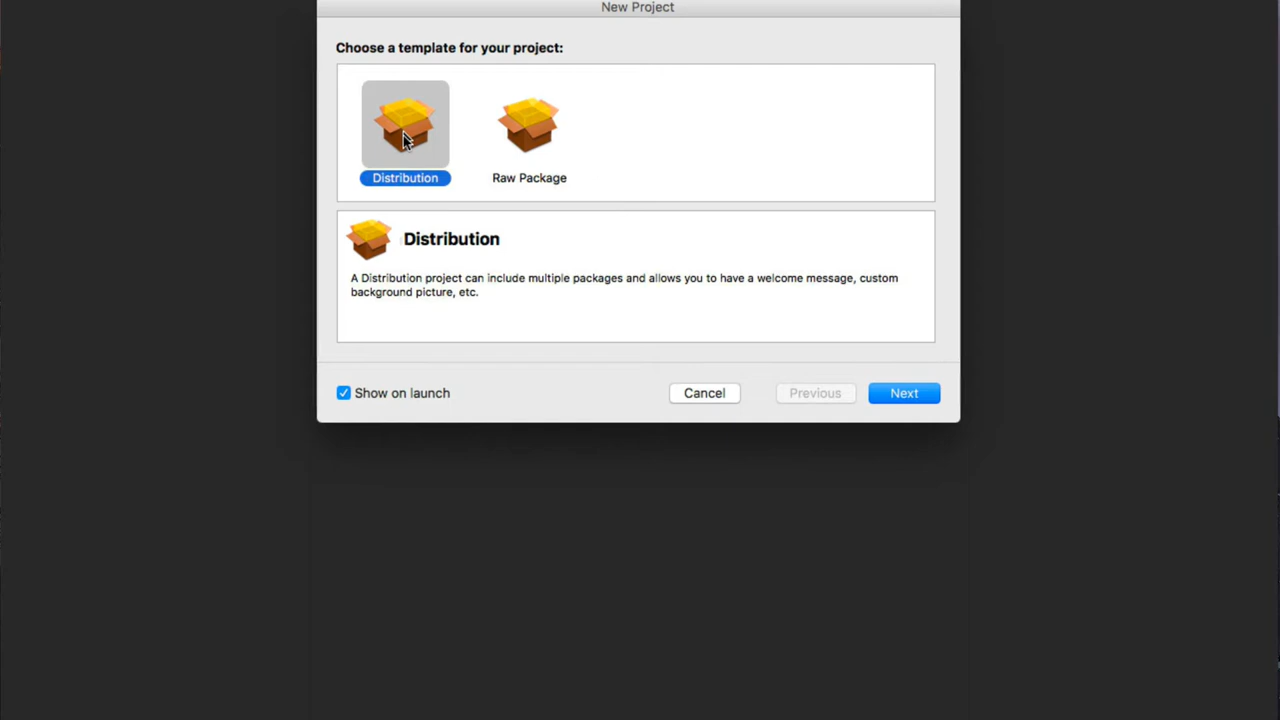 New Project
Choose a template for your project:
Distribution
Raw Package
Distribution
A Distribution project can include multiple packages and allows you to have a welcome message, custom
background picture, etc.
Show on launch
Cancel
Previous
Next